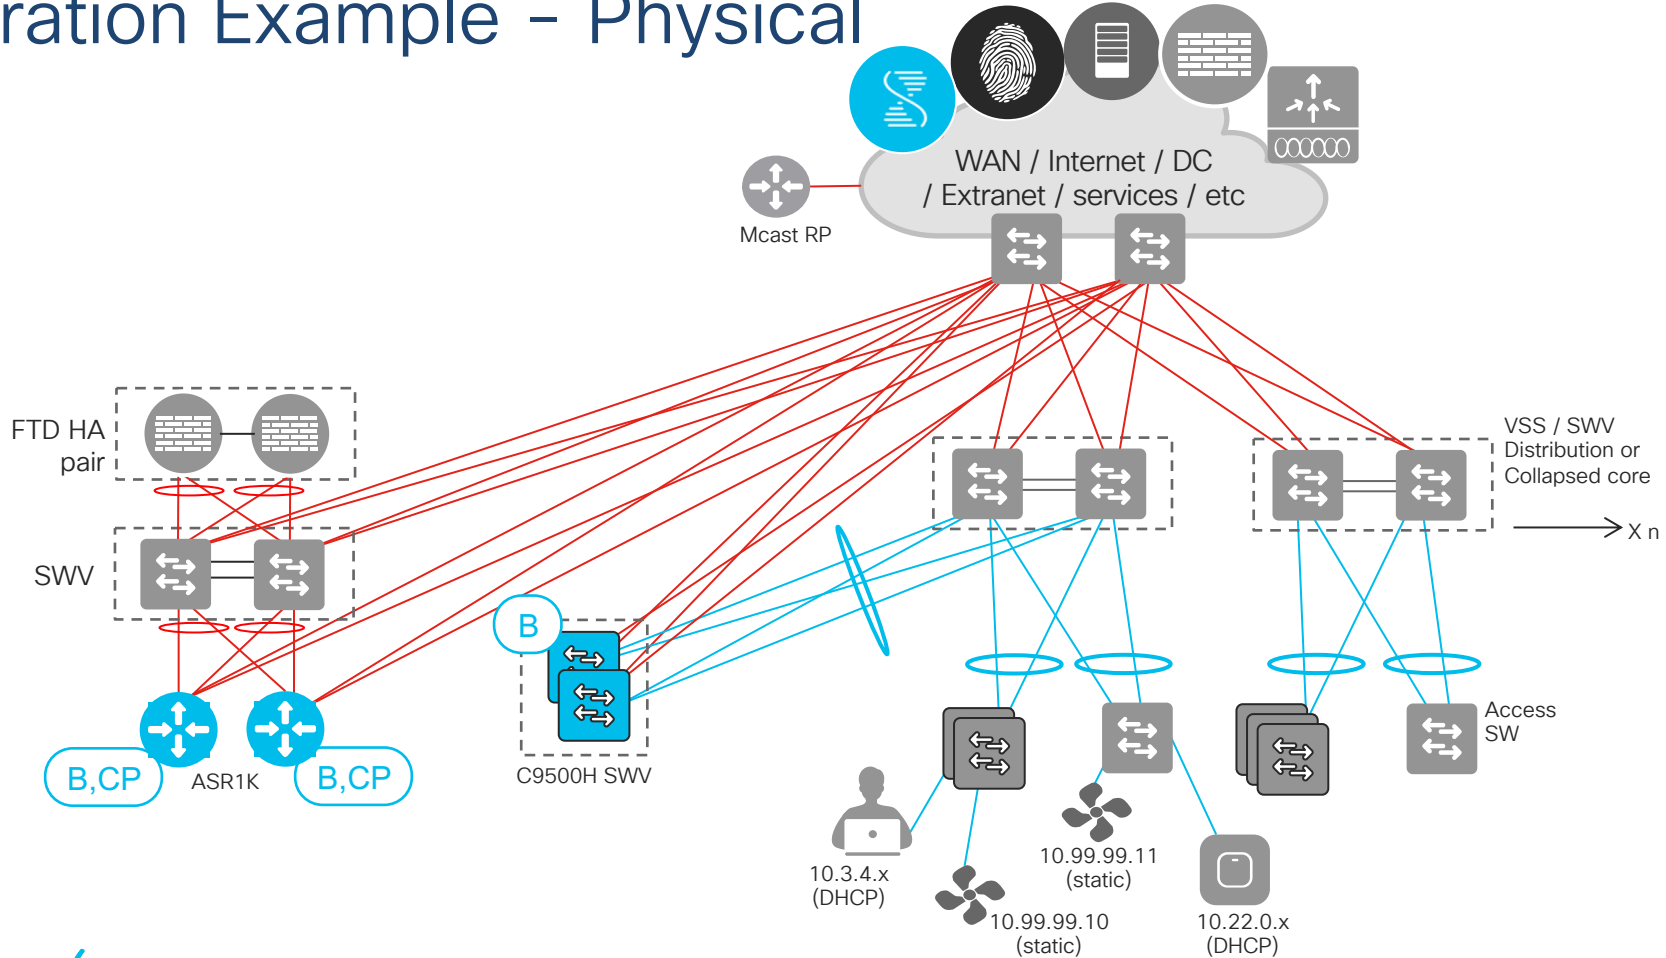 ration Example – Physical
WAN / Internet / DC
/ Extranet / services / etc
Mcast RP
FTD HA
pair
VSS / SWV
Distribution or
Collapsed core
X n
SWV
B
B,CP
ASR1K
B,CP
C9500H SWV
Access
SW
10.3.4.x
(DHCP)
10.99.99.11
(static)
10.99.99.10
(static)
10.22.0.x
(DHCP)